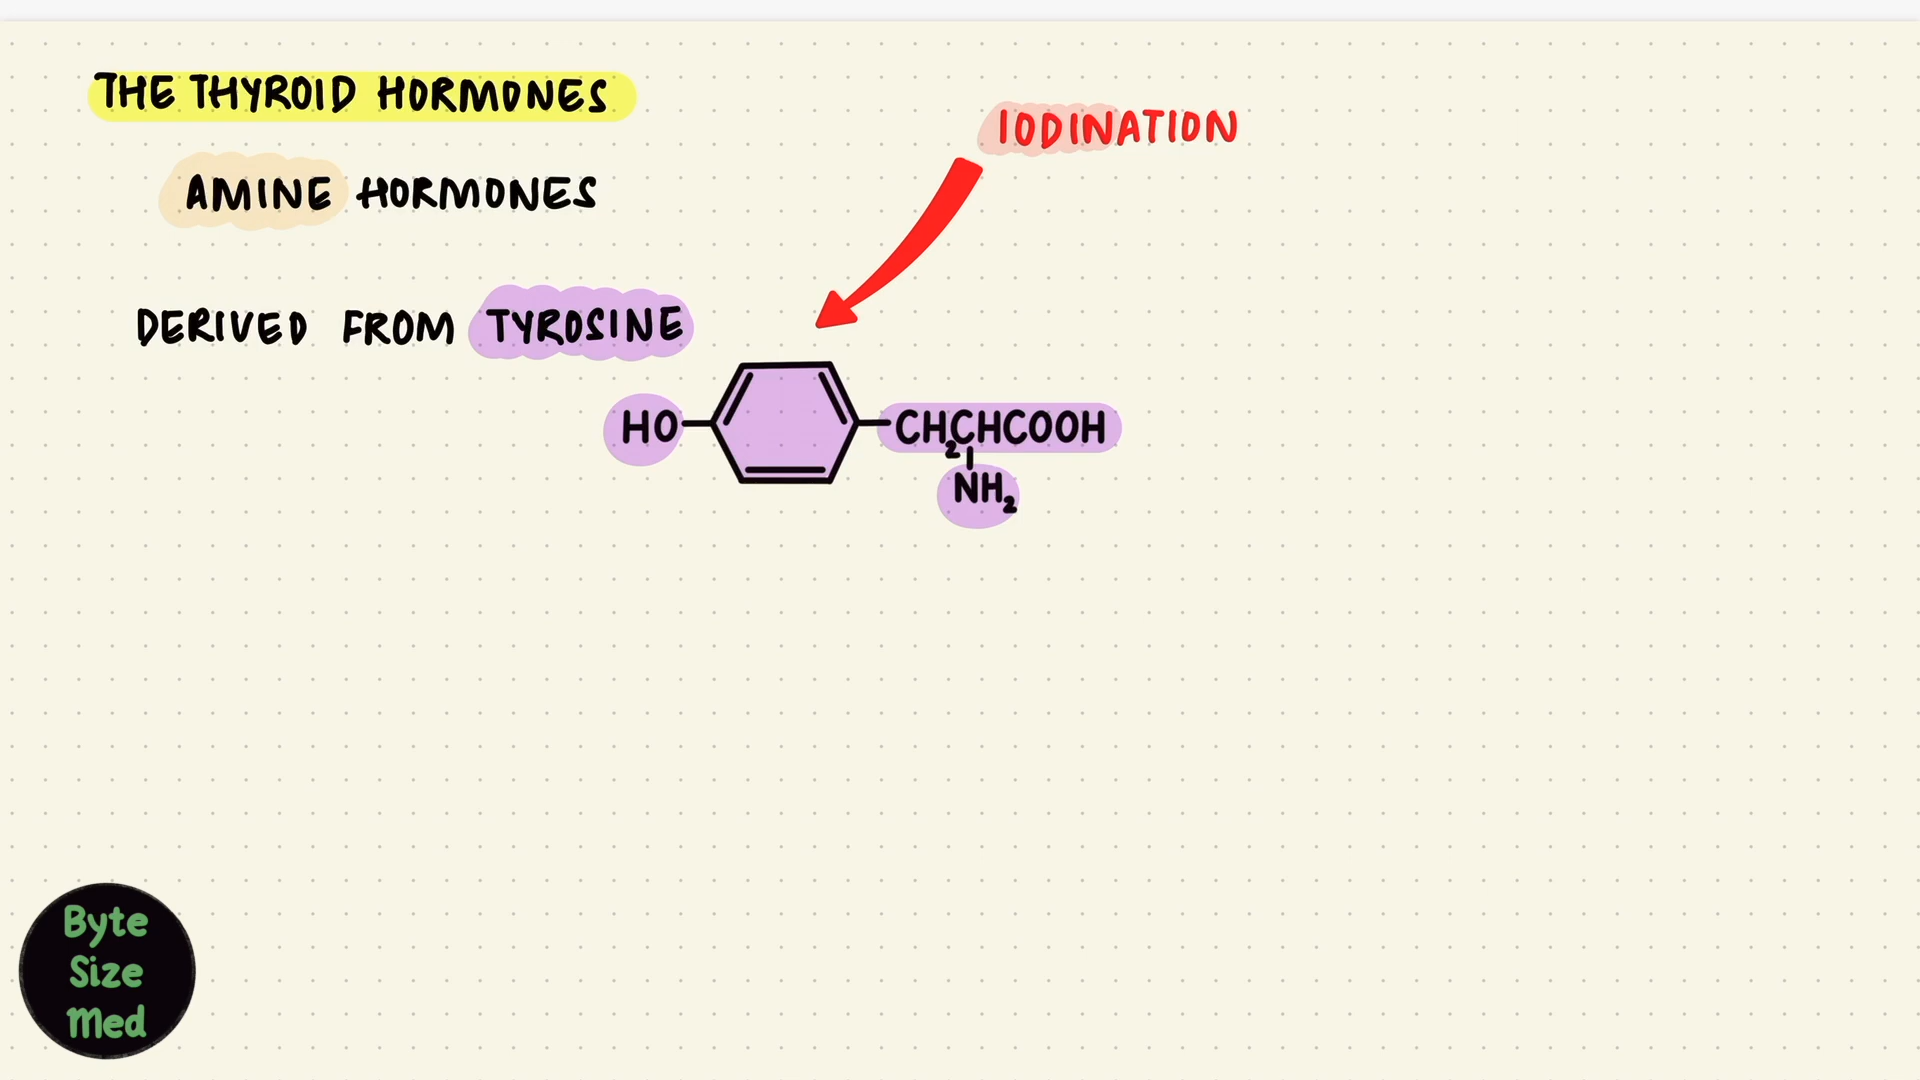 THE THYROID HORMONES
IODINATION
AMINE HORMONES
DERIVED FROM TYROSINE
HO
CH₂CHCOOH
NH₂
Byte
Size
Med